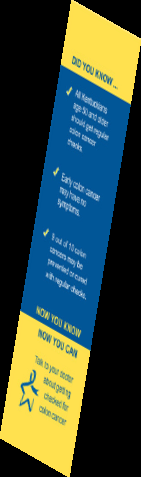 DID YOU KNOW ...
All Kentuckians
age 50 and older
should get regular
colon cancer
checks.
Early colon cancer
may have no
symptoms.
9 out of 10 colon
cancers may be
prevented or cured
with regular checks.
NOW YOU KNOW
NOW YOU CAN
Talk to your doctor
about getting
checked for
colon cancer.